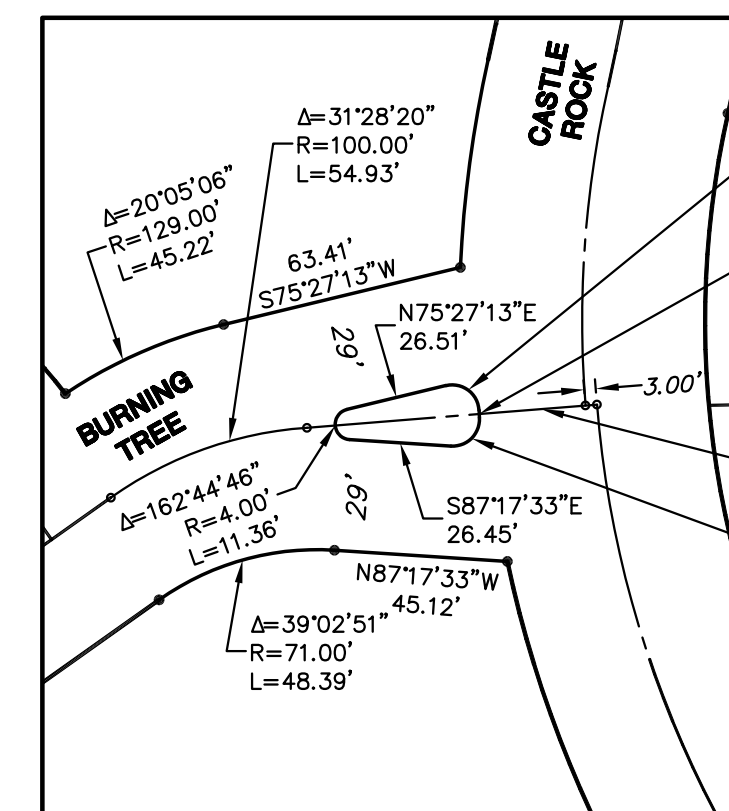 CASTLE
ROCK
Δ=31°28'20"
R=100.00'
L=54.93'
Δ=20°05'06"
R=129.00'
L=45.22'
63.41'
S75°27'13"W
N75°27'13"E
26.51'
29'
3.00'
BURNING
TREE
Δ=162°44'46"
R=4.00'
L=11.36'
29'
S87°17'33"E
26.45'
N87°17'33"W
45.12'
Δ=39°02'51"
R=71.00'
L=48.39'